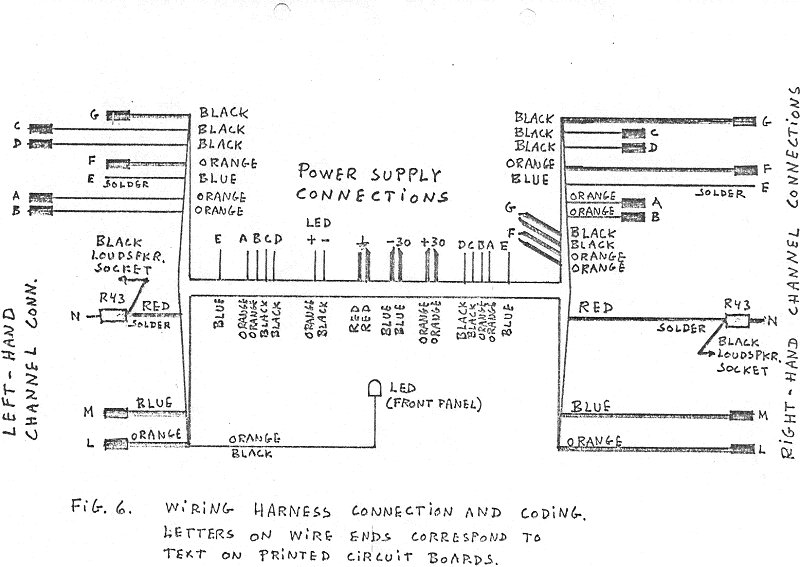 G BLACK
C BLACK
D BLACK
F ORANGE
E SOLDER BLUE
A ORANGE
B ORANGE
BLACK
LOUDSPKR.
SOCKET
R43
N RED
SOLDER
M BLUE
L ORANGE
LEFT-HAND
CHANNEL CONN.
POWER SUPPLY
CONNECTIONS
LED
E A B C D + - -30 +30 D C B A E
BLUE ORANGE ORANGE BLACK BLACK ORANGE BLACK RED RED BLUE BLUE ORANGE ORANGE BLACK BLACK ORANGE ORANGE BLUE
LED
(FRONT PANEL)
ORANGE
BLACK
BLACK G
BLACK C
BLACK D
ORANGE F
BLUE SOLDER E
ORANGE A
ORANGE B
G
F
BLACK
BLACK
ORANGE
ORANGE
RED R43
SOLDER N
BLACK
LOUDSPKR.
SOCKET
BLUE M
ORANGE L
RIGHT-HAND CHANNEL CONNECTIONS
FIG. 6. WIRING HARNESS CONNECTION AND CODING.
LETTERS ON WIRE ENDS CORRESPOND TO
TEXT ON PRINTED CIRCUIT BOARDS.